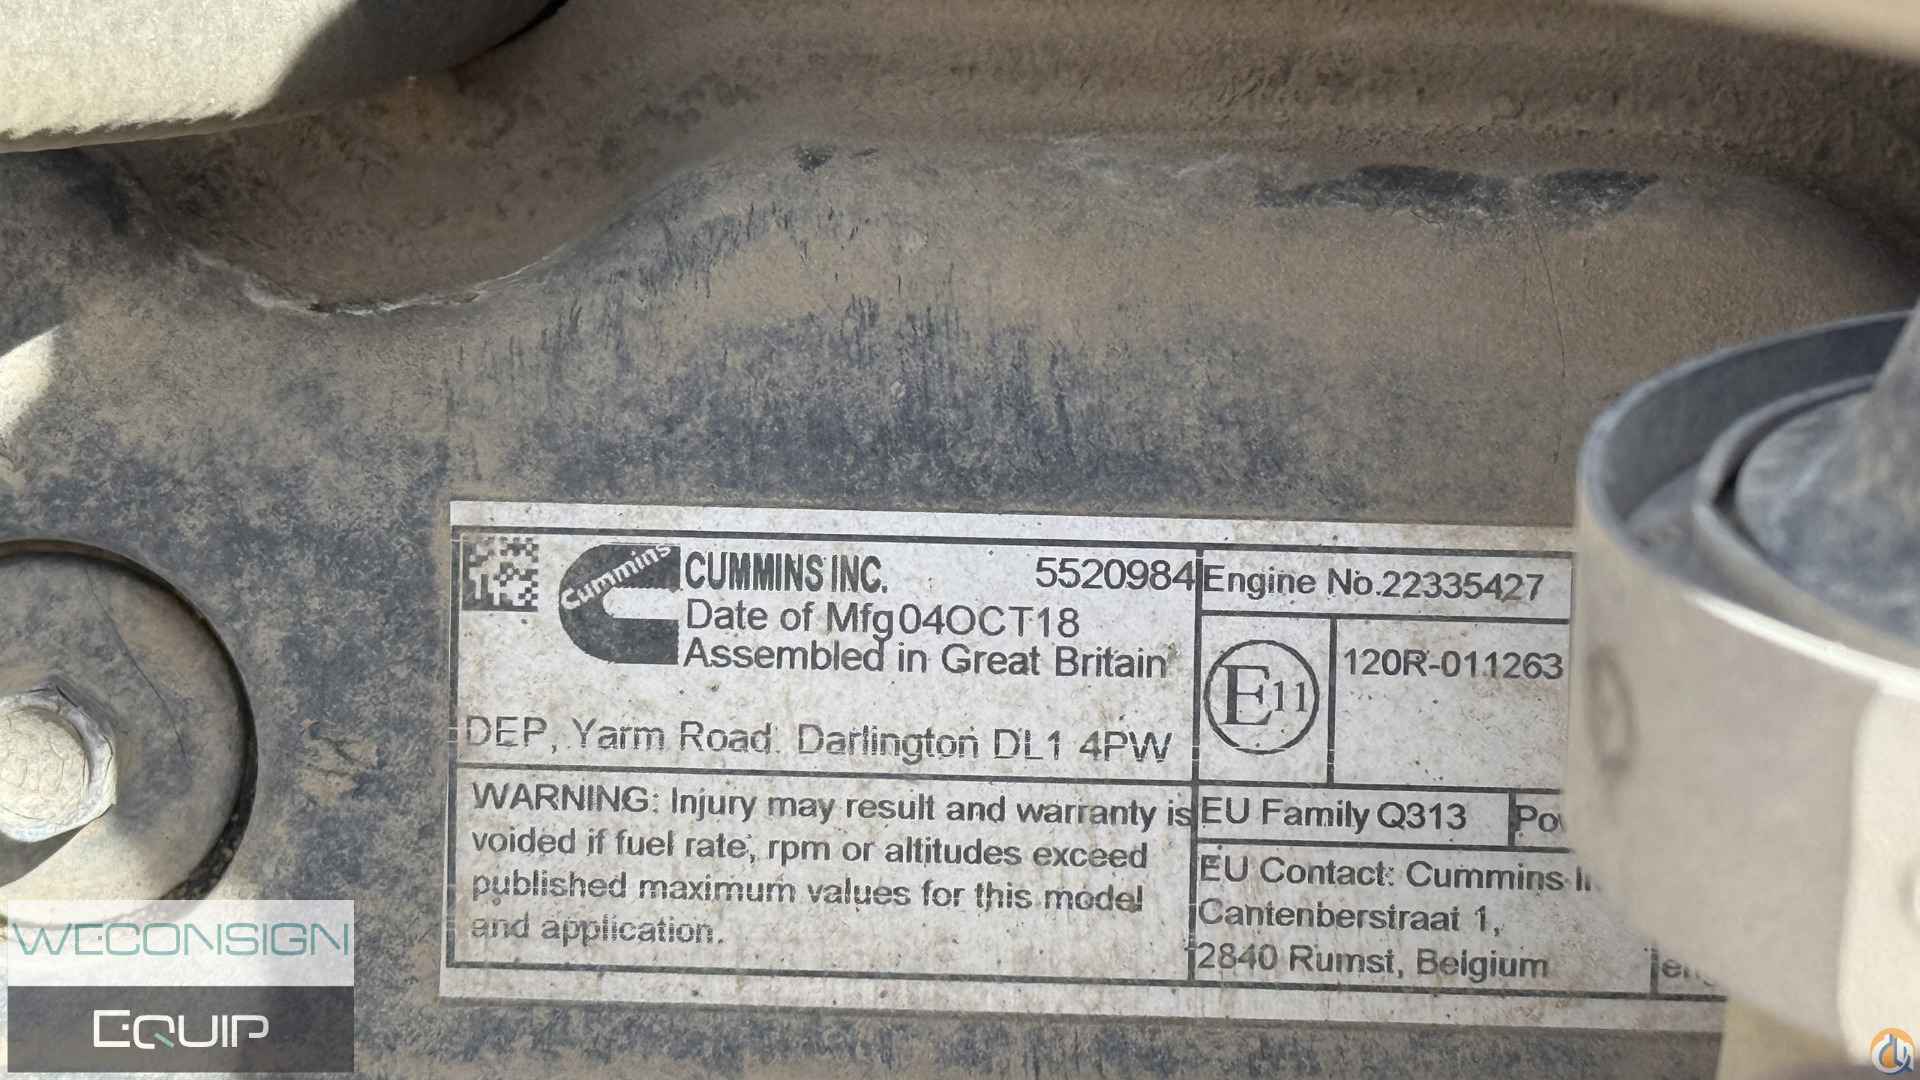 Cummins
CUMMINS INC. 5520984
Date of Mfg 04OCT18
Assembled in Great Britain
DEP, Yarm Road. Darlington DL1 4PW
WARNING: Injury may result and warranty is
voided if fuel rate, rpm or altitudes exceed
published maximum values for this model
and application.
Engine No.22335427
E11
120R-011263
EU Family Q313
EU Contact: Cummins
Cantenberstraat 1,
2840 Rumst, Belgium
WECONSIGN
EQUIP